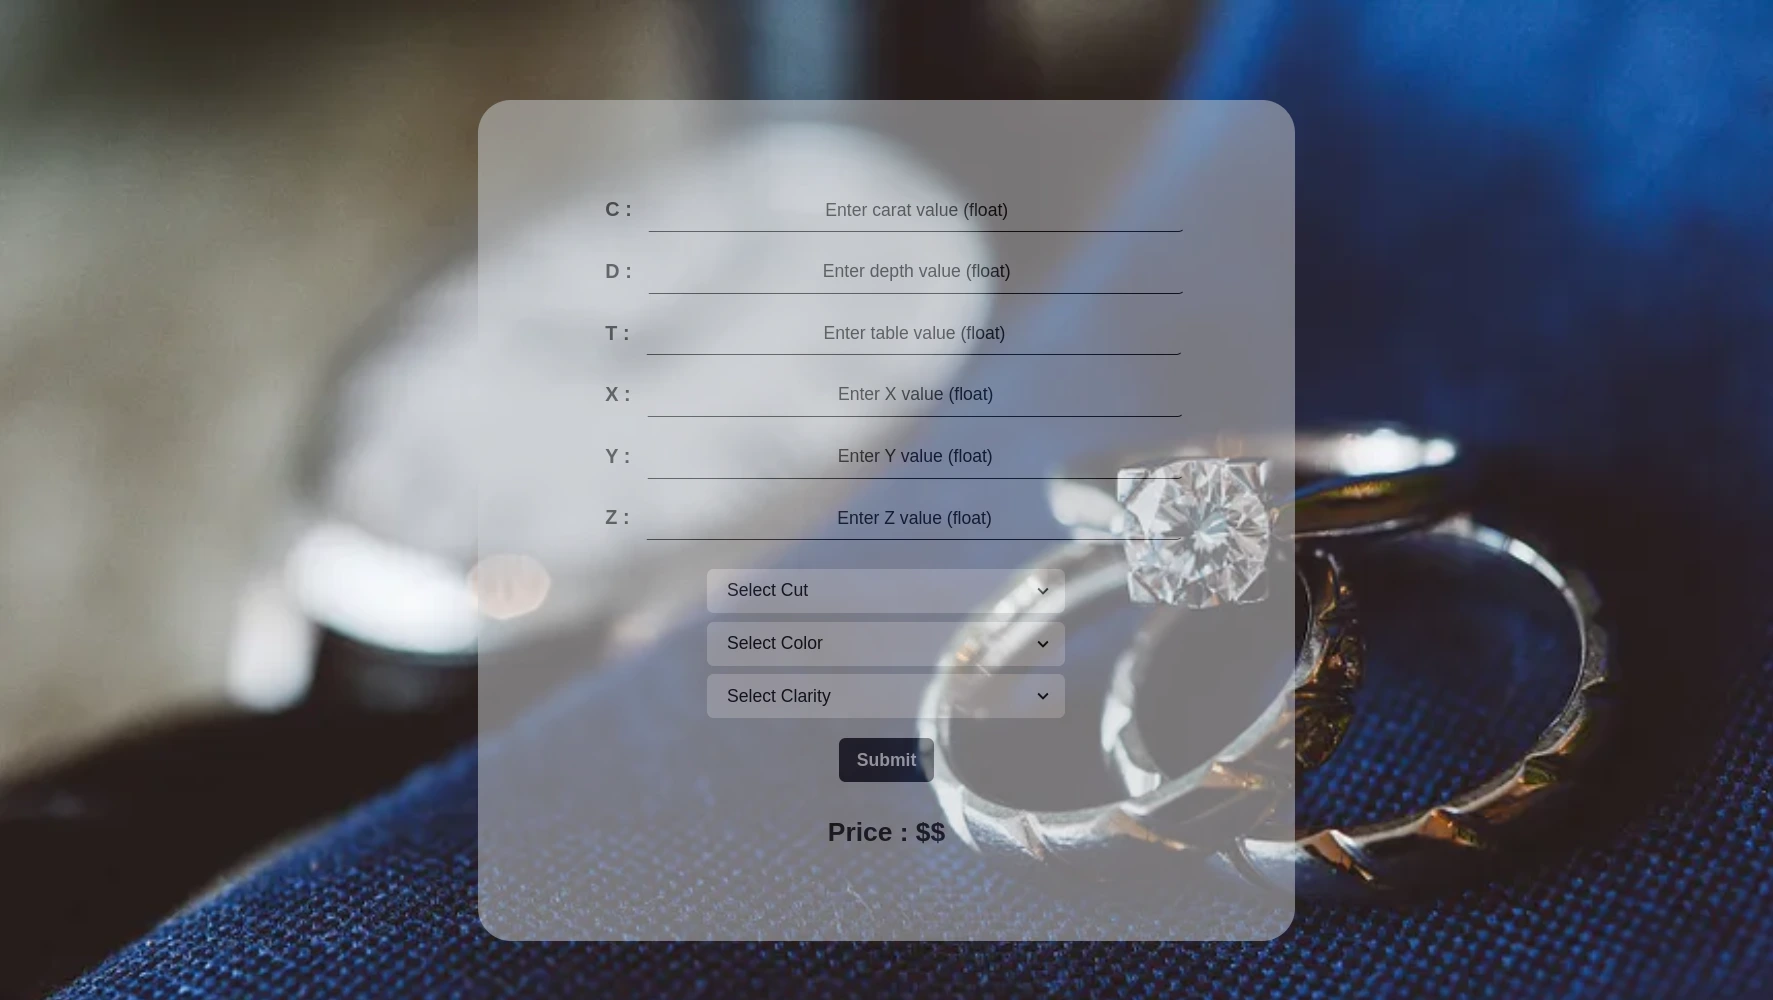 C : Enter carat value (float)
D : Enter depth value (float)
T : Enter table value (float)
X : Enter X value (float)
Y : Enter Y value (float)
Z : Enter Z value (float)
Select Cut
Select Color
Select Clarity
Submit
Price : $$